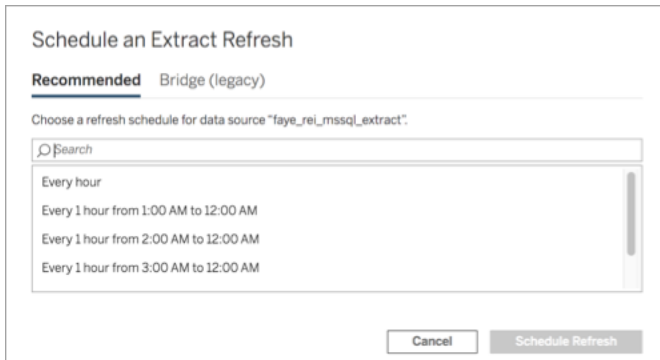 Schedule an Extract Refresh
Recommended Bridge (legacy)
Choose a refresh schedule for data source "faye_rei_mssql_extract".
Search
Every hour
Every 1 hour from 1:00 AM to 12:00 AM
Every 1 hour from 2:00 AM to 12:00 AM
Every 1 hour from 3:00 AM to 12:00 AM
Cancel Schedule Refresh